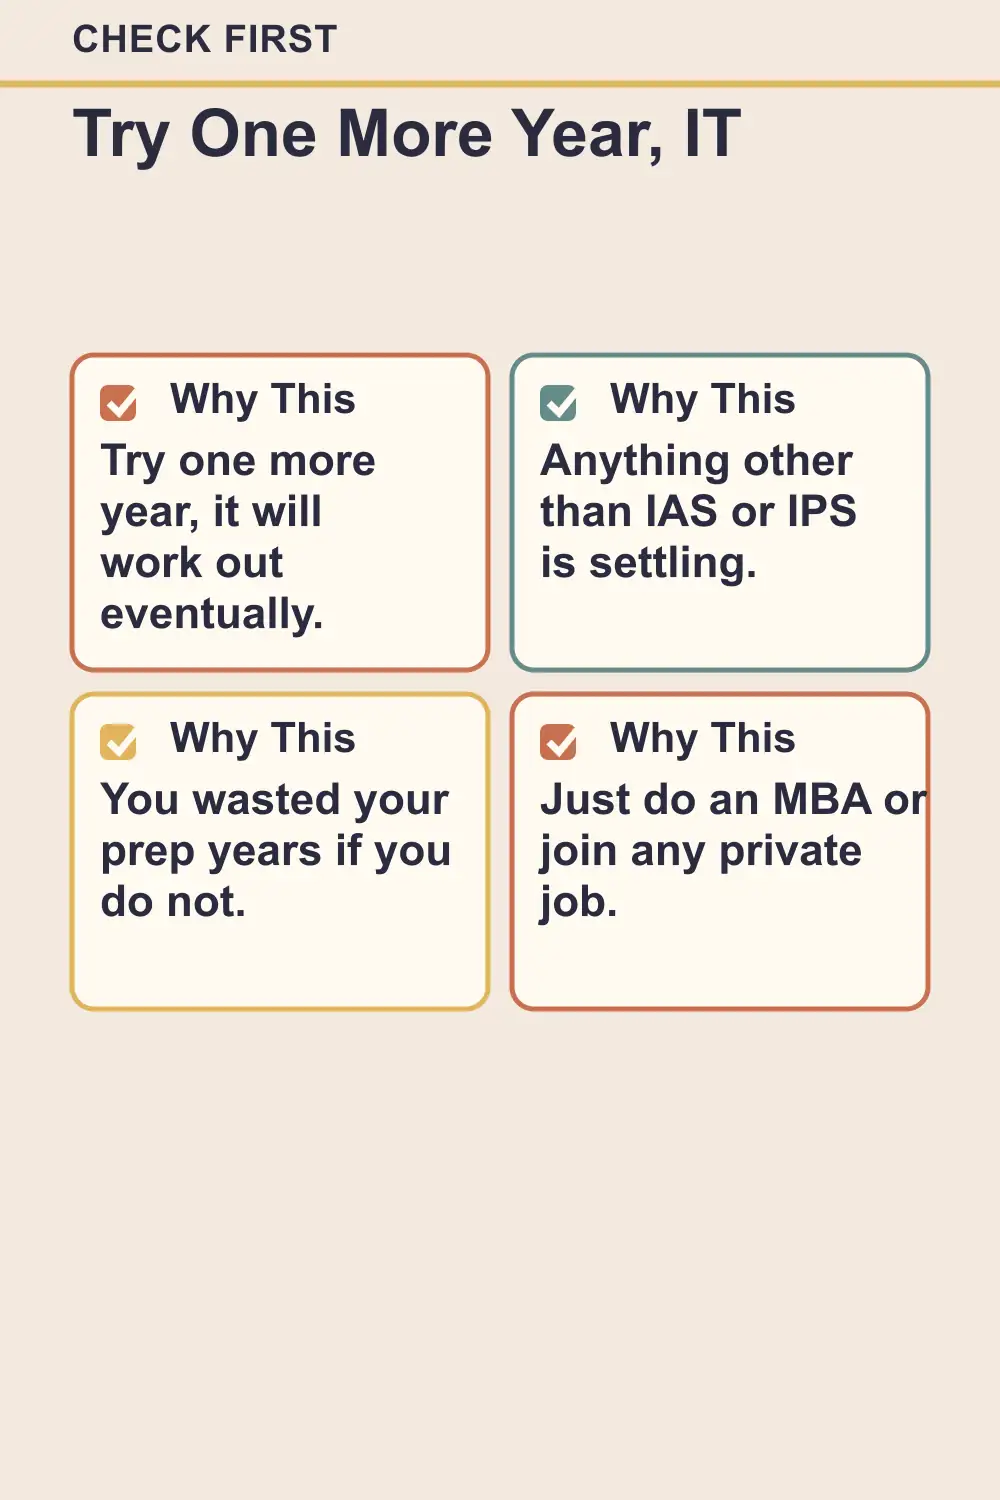 CHECK FIRST
Try One More Year, IT
Why This
Try one more
year, it will
work out
eventually.
Why This
Anything other
than IAS or IPS
is settling.
Why This
You wasted your
prep years if you
do not.
Why This
Just do an MBA or
join any private
job.